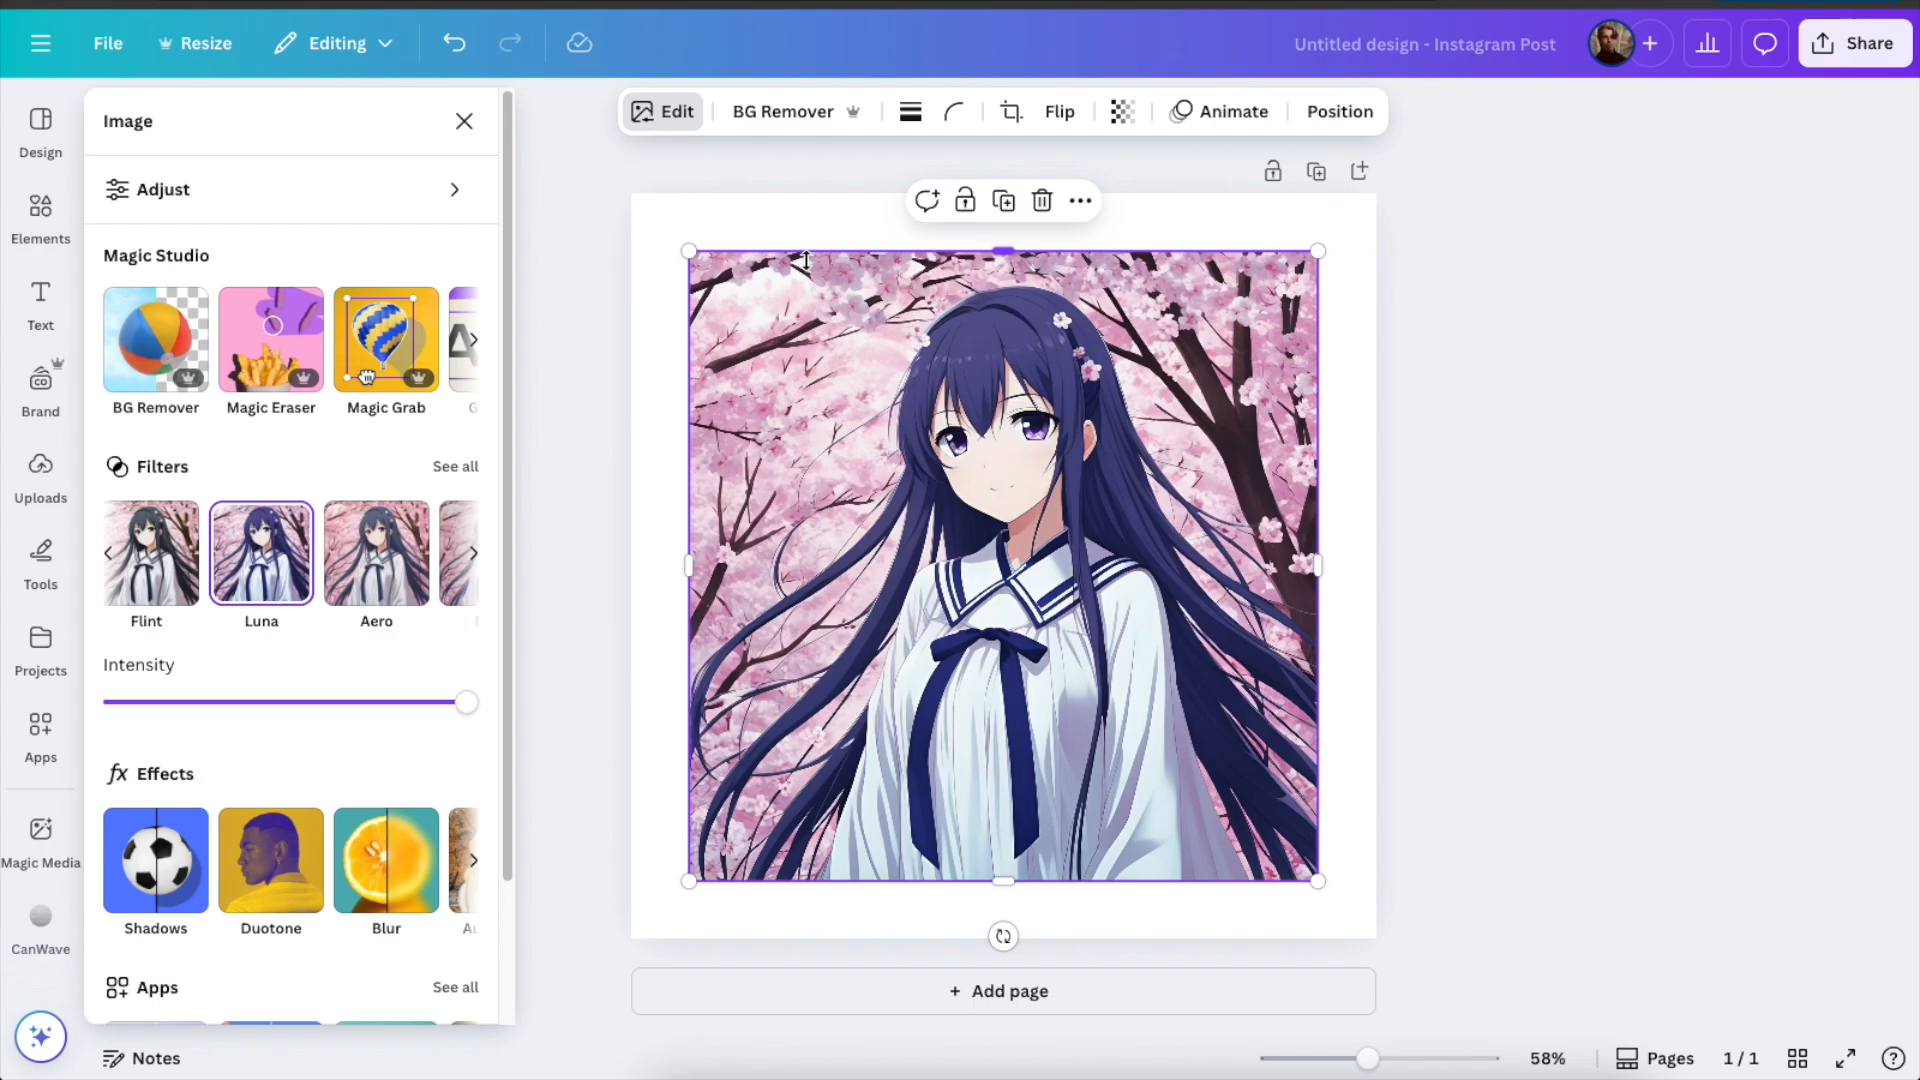 File
Resize
Editing
Untitled design - Instagram Post
Share
Design
Elements
Text
Brand
Uploads
Tools
Projects
Apps
Magic Media
CanWave
Image
Adjust
Magic Studio
BG Remover
Magic Eraser
Magic Grab
Filters
See all
Flint
Luna
Aero
Intensity
fx Effects
Shadows
Duotone
Blur
Apps
See all
Notes
Edit
BG Remover
Flip
Animate
Position
+ Add page
58%
Pages
1 / 1